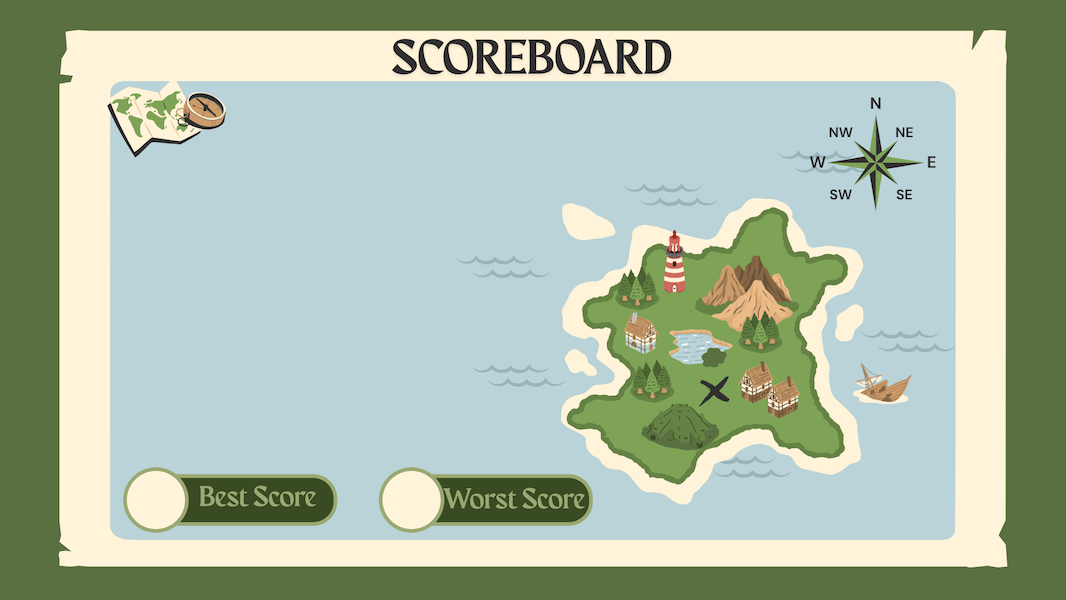 SCOREBOARD
N
NW NE
W E
SW SE
Best Score
Worst Score